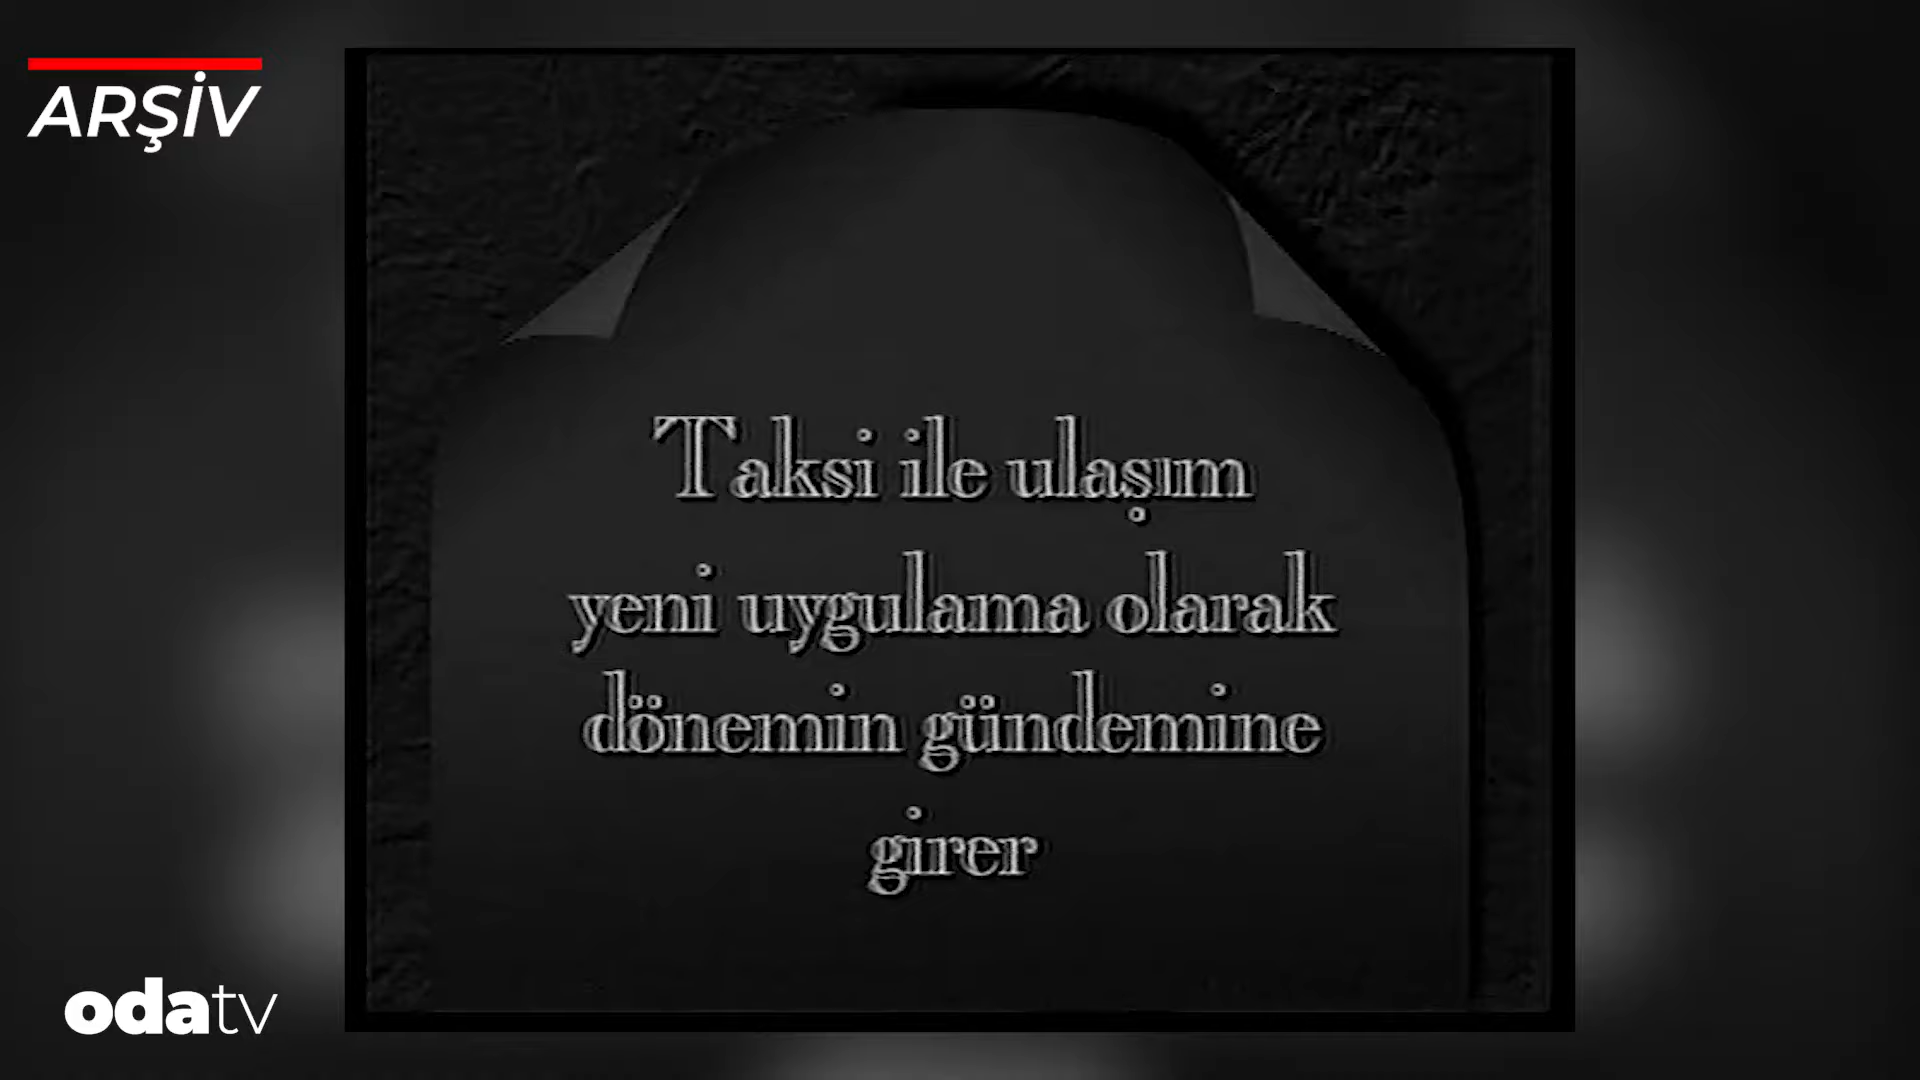 ARŞİV
Taksi ile ulaşım
yeni uygulama olarak
dönemin gündemine
girer
odatv